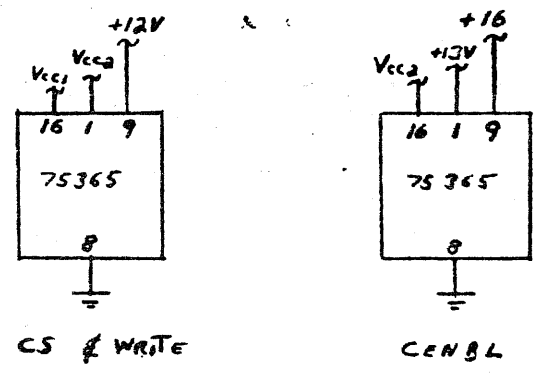 +12V
Vcc1 Vcc2
16 1 9
75365
8
CS & WRITE
+16
Vcc2 +13V
16 1 9
75365
8
CENBL